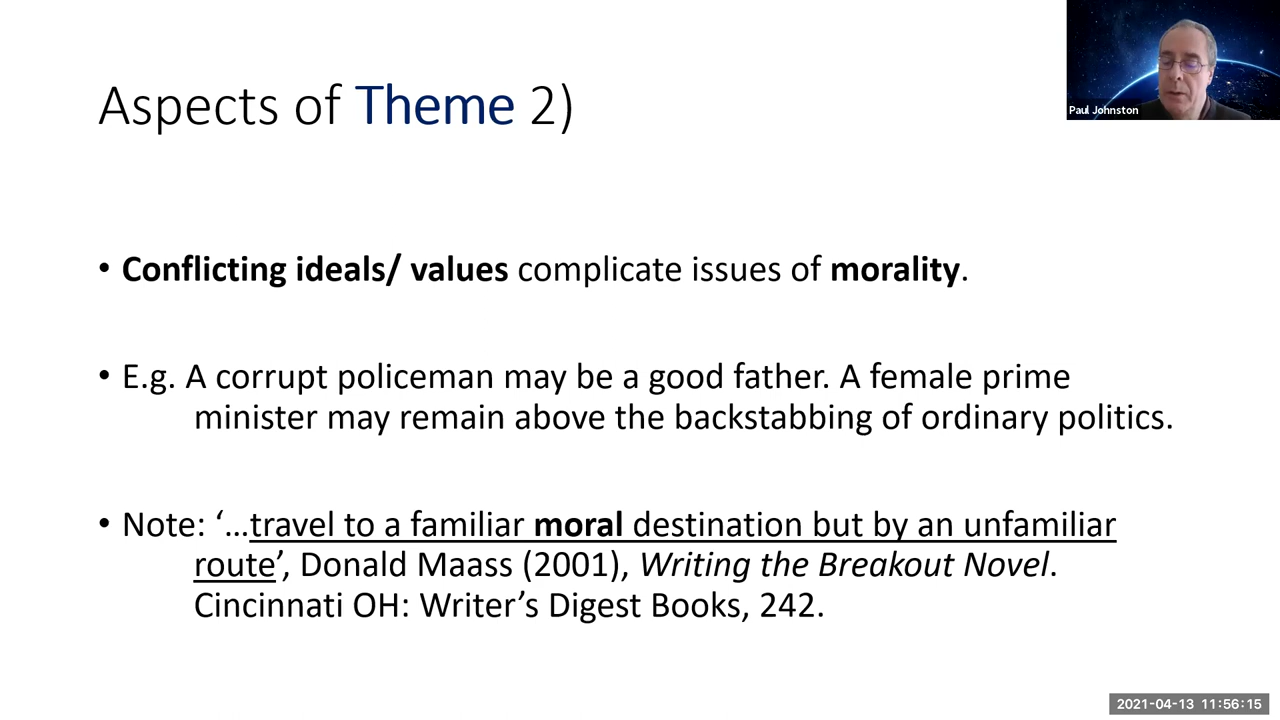 Aspects of Theme 2)
Paul Johnston
• Conflicting ideals/ values complicate issues of morality.
• E.g. A corrupt policeman may be a good father. A female prime
minister may remain above the backstabbing of ordinary politics.
• Note: ‘…travel to a familiar moral destination but by an unfamiliar
route’, Donald Maass (2001), Writing the Breakout Novel.
Cincinnati OH: Writer’s Digest Books, 242.
2021-04-13 11:56:15